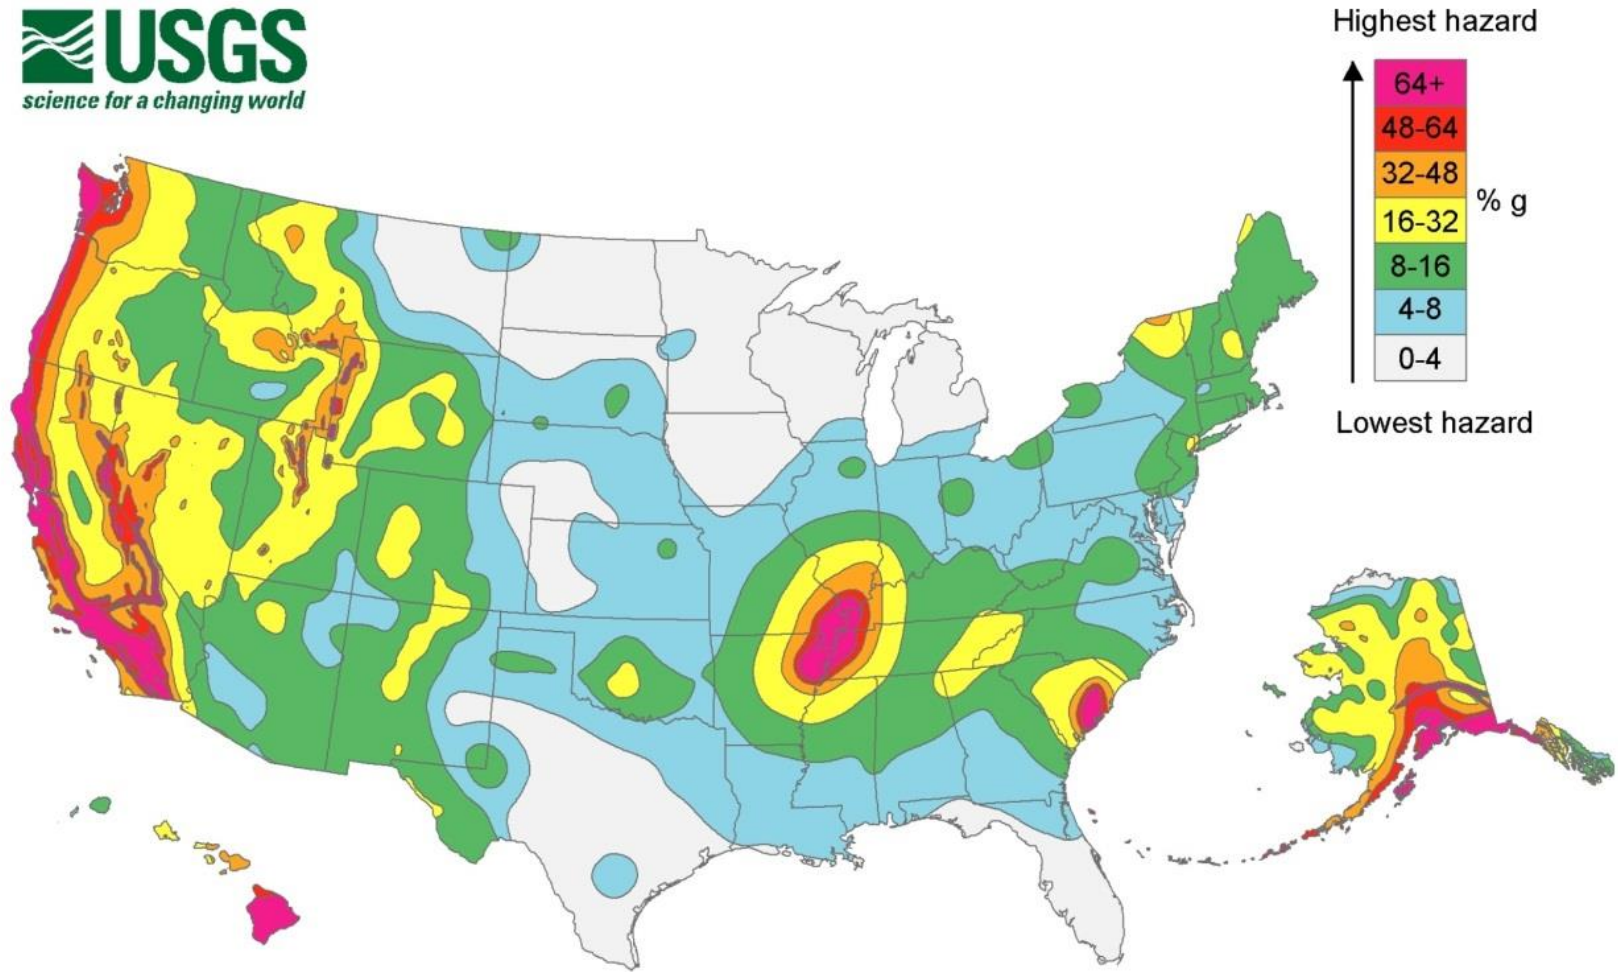 USGS
science for a changing world
Highest hazard
64+
48-64
32-48
16-32
% g
8-16
4-8
0-4
Lowest hazard